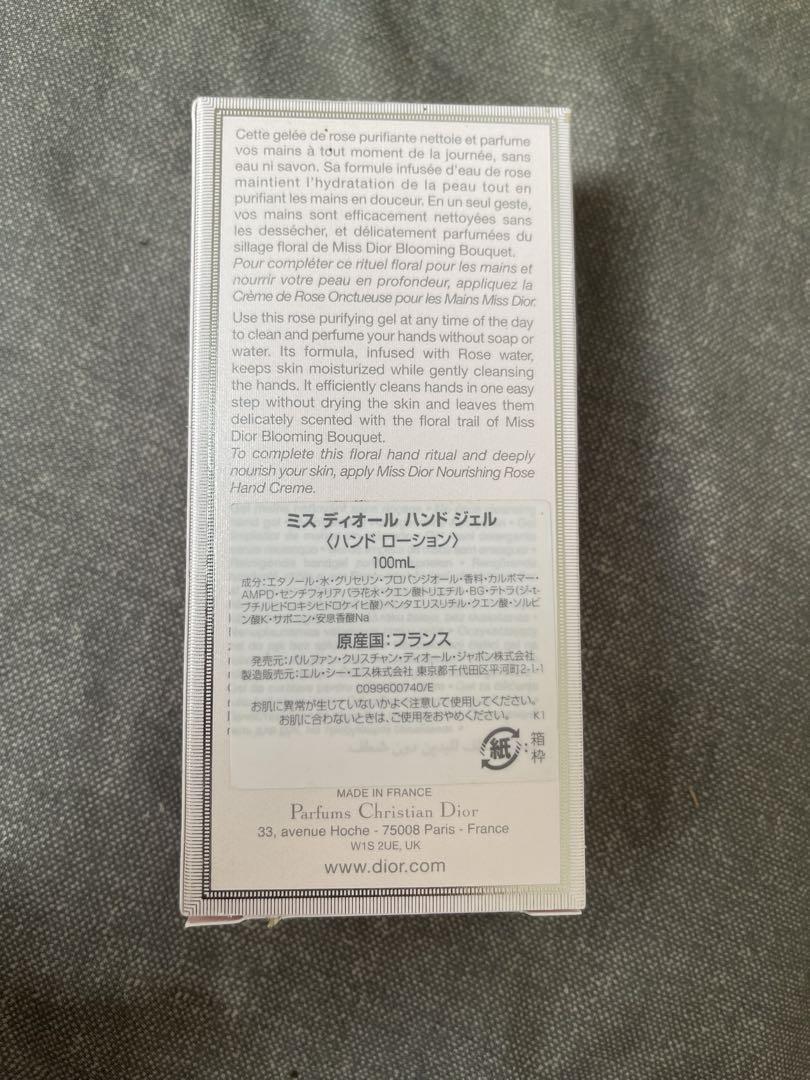 Cette gelée de rose purifiante nettoie et parfume
vos mains à tout moment de la journée, sans
eau ni savon. Sa formule infusée d'eau de rose
maintient l'hydratation de la peau tout en
purifiant les mains en douceur. En un seul geste,
vos mains sont efficacement nettoyées sans
les dessécher, et délicatement parfumées du
sillage floral de Miss Dior Blooming Bouquet.
Pour compléter ce rituel floral pour les mains et
nourrir votre peau en profondeur, appliquez la
Crème de Rose Onctueuse pour les Mains Miss Dior.
Use this rose purifying gel at any time of the day
to clean and perfume your hands without soap or
water. Its formula, infused with Rose water,
keeps skin moisturized while gently cleansing
the hands. It efficiently cleans hands in one easy
step without drying the skin and leaves them
delicately scented with the floral trail of Miss
Dior Blooming Bouquet.
To complete this floral hand ritual and deeply
nourish your skin, apply Miss Dior Nourishing Rose
Hand Creme.
ミス ディオール ハンド ジェル
〈ハンド ローション〉
100mL
成分:エタノール・水・グリセリン・プロパンジオール・香料・カルボマー・
AMPD・センチフォリアバラ花水・クエン酸トリエチル・BG・テトラ(ジ-t-
ブチルヒドロキシヒドロケイヒ酸)ペンタエリスリチル・クエン酸・ソルビ
ン酸K・サポニン・安息香酸Na
原産国:フランス
発売元:パルファン・クリスチャン・ディオール・ジャポン株式会社
製造販売元:エル・シー・エス株式会社 東京都千代田区平河町2-1-1
C099600740/E
お肌に異常が生じていないかよく注意して使用してください。
お肌に合わないときは、ご使用をおやめください。 K1
紙:箱
枠
MADE IN FRANCE
Parfums Christian Dior
33, avenue Hoche - 75008 Paris - France
W1S 2UE, UK
www.dior.com